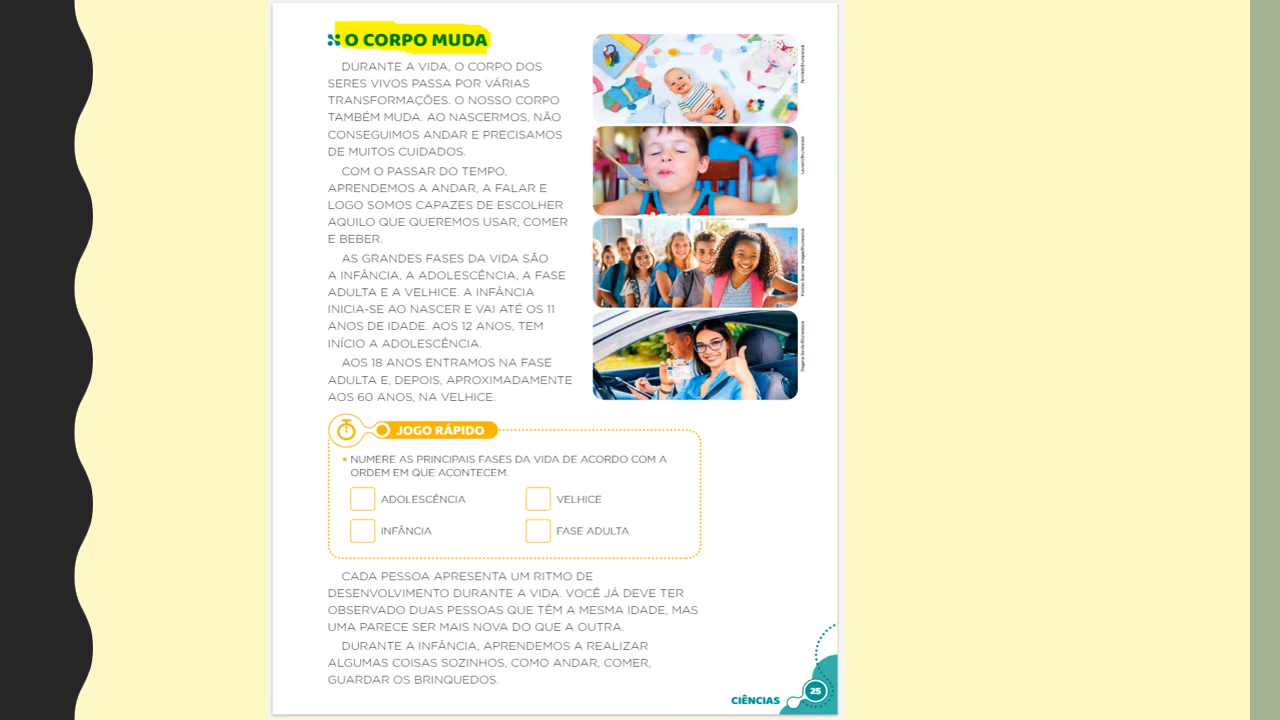 O CORPO MUDA
DURANTE A VIDA, O CORPO DOS
SERES VIVOS PASSA POR VÁRIAS
TRANSFORMAÇÕES. O NOSSO CORPO
TAMBÉM MUDA. AO NASCERMOS, NÃO
CONSEGUIMOS ANDAR E PRECISAMOS
DE MUITOS CUIDADOS.
COM O PASSAR DO TEMPO,
APRENDEMOS A ANDAR, A FALAR E
LOGO SOMOS CAPAZES DE ESCOLHER
AQUILO QUE QUEREMOS USAR, COMER
E BEBER.
AS GRANDES FASES DA VIDA SÃO
A INFÂNCIA, A ADOLESCÊNCIA, A FASE
ADULTA E A VELHICE. A INFÂNCIA
INICIA-SE AO NASCER E VAI ATÉ OS 11
ANOS DE IDADE. AOS 12 ANOS, TEM
INÍCIO A ADOLESCÊNCIA.
AOS 18 ANOS ENTRAMOS NA FASE
ADULTA E, DEPOIS, APROXIMADAMENTE
AOS 60 ANOS, NA VELHICE.
JOGO RÁPIDO
• NUMERE AS PRINCIPAIS FASES DA VIDA DE ACORDO COM A
ORDEM EM QUE ACONTECEM.
ADOLESCÊNCIA
VELHICE
INFÂNCIA
FASE ADULTA
CADA PESSOA APRESENTA UM RITMO DE
DESENVOLVIMENTO DURANTE A VIDA. VOCÊ JÁ DEVE TER
OBSERVADO DUAS PESSOAS QUE TÊM A MESMA IDADE, MAS
UMA PARECE SER MAIS NOVA DO QUE A OUTRA.
DURANTE A INFÂNCIA, APRENDEMOS A REALIZAR
ALGUMAS COISAS SOZINHOS, COMO ANDAR, COMER,
GUARDAR OS BRINQUEDOS.
CIÊNCIAS
25